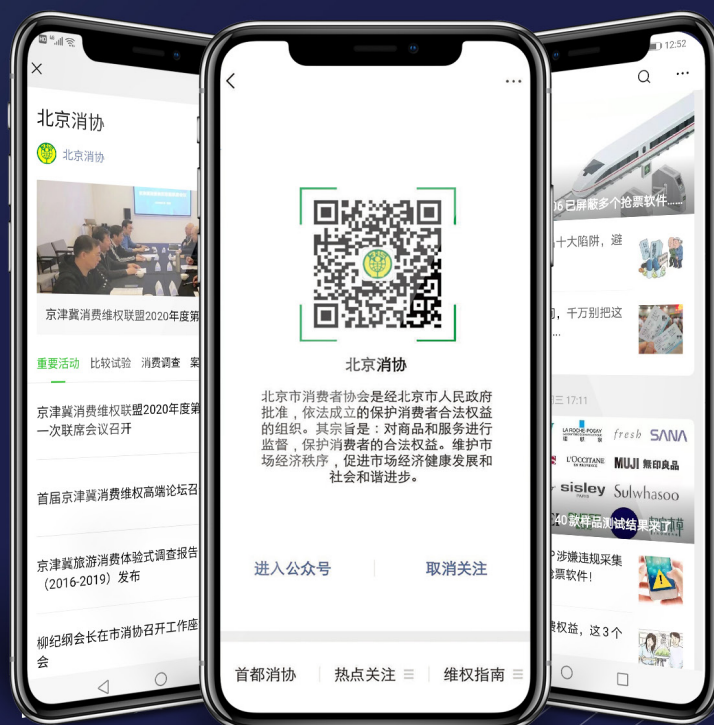 北京消协
北京消协
京津冀消费维权联盟2020年度第
重要活动 比较试验 消费调查 案
京津冀消费维权联盟2020年度第
一次联席会议召开
首届京津冀消费维权高端论坛召
京津冀旅游消费体验式调查报告
（2016-2019）发布
柳纪纲会长在市消协召开工作座
会
北京消协
北京市消费者协会是经北京市人民政府
批准，依法成立的保护消费者合法权益
的组织。其宗旨是：对商品和服务进行
监督，保护消费者的合法权益。维护市
场经济秩序，促进市场经济健康发展和
社会和谐进步。
进入公众号
取消关注
首都消协
热点关注
维权指南
12:52
06已屏蔽多个抢票软件……
十大陷阱，避
，千万别把这
三 17:11
LA ROCHE-POSAY
fresh
SANA
L'OCCITANE
MUJI 無印良品
sisley
Sulwhasoo
40款样品测试结果来了
P涉嫌违规采集
票软件！
费权益，这3个